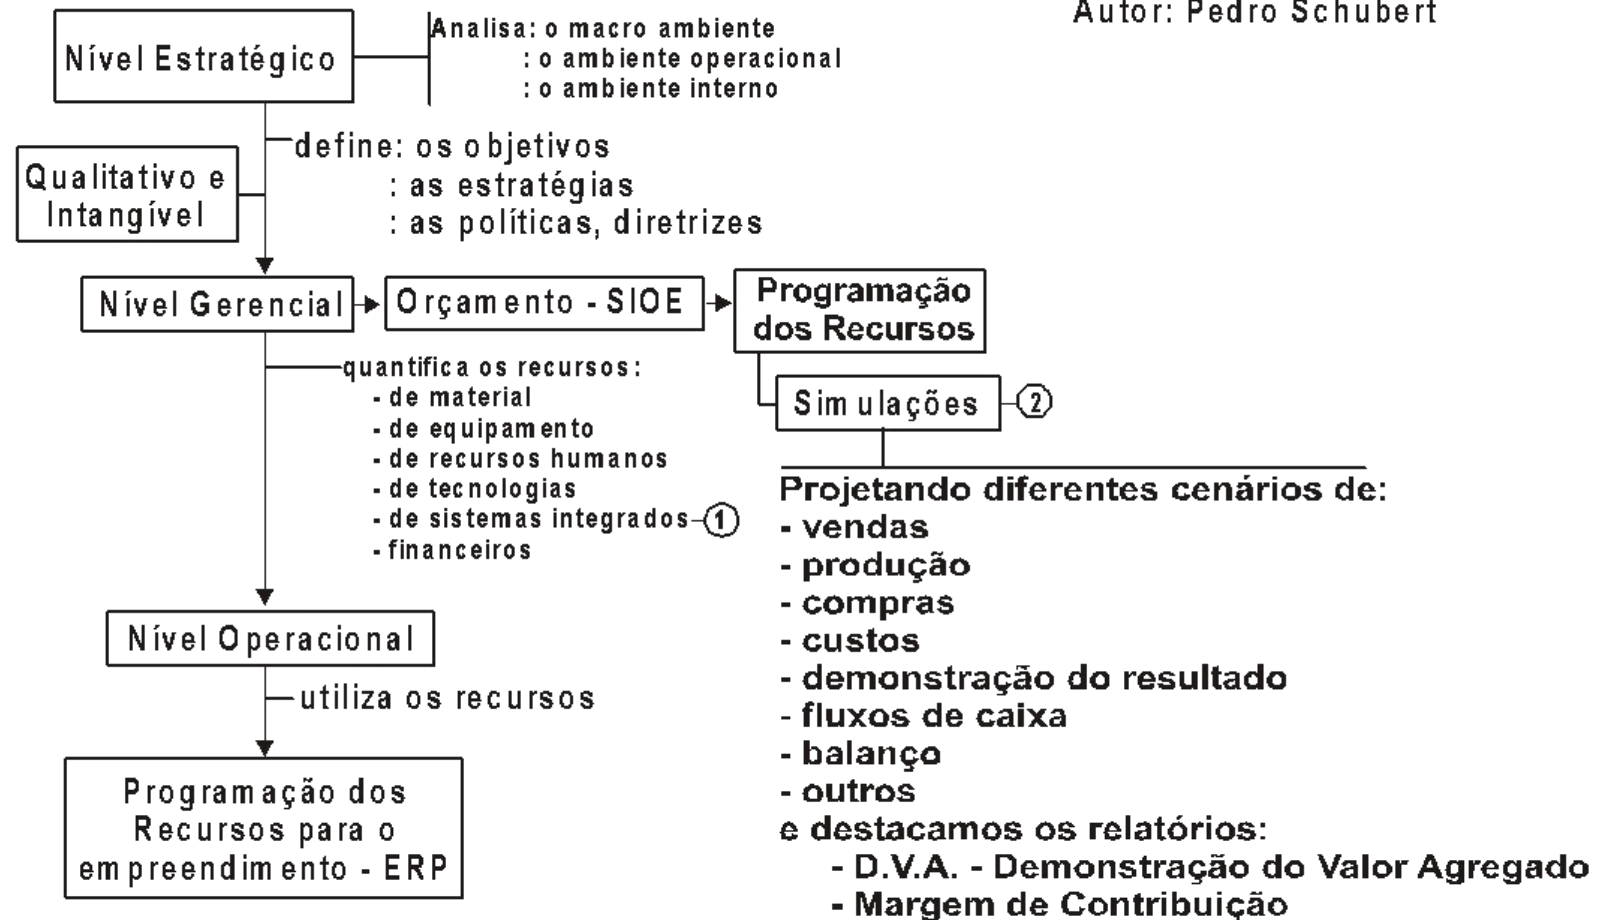 Autor: Pedro Schubert
Nível Estratégico
Analisa: o macro ambiente
: o ambiente operacional
: o ambiente interno
define: os objetivos
: as estratégias
: as políticas, diretrizes
Qualitativo e
Intangível
Nível Gerencial
Orçamento - SIOE
Programação
dos Recursos
quantifica os recursos:
- de material
- de equipamento
- de recursos humanos
- de tecnologias
- de sistemas integrados
1
- financeiros
Simulações
2
Projetando diferentes cenários de:
- vendas
- produção
- compras
- custos
- demonstração do resultado
- fluxos de caixa
- balanço
- outros
e destacamos os relatórios:
- D.V.A. - Demonstração do Valor Agregado
- Margem de Contribuição
Nível Operacional
utiliza os recursos
Programação dos
Recursos para o
empreendimento - ERP